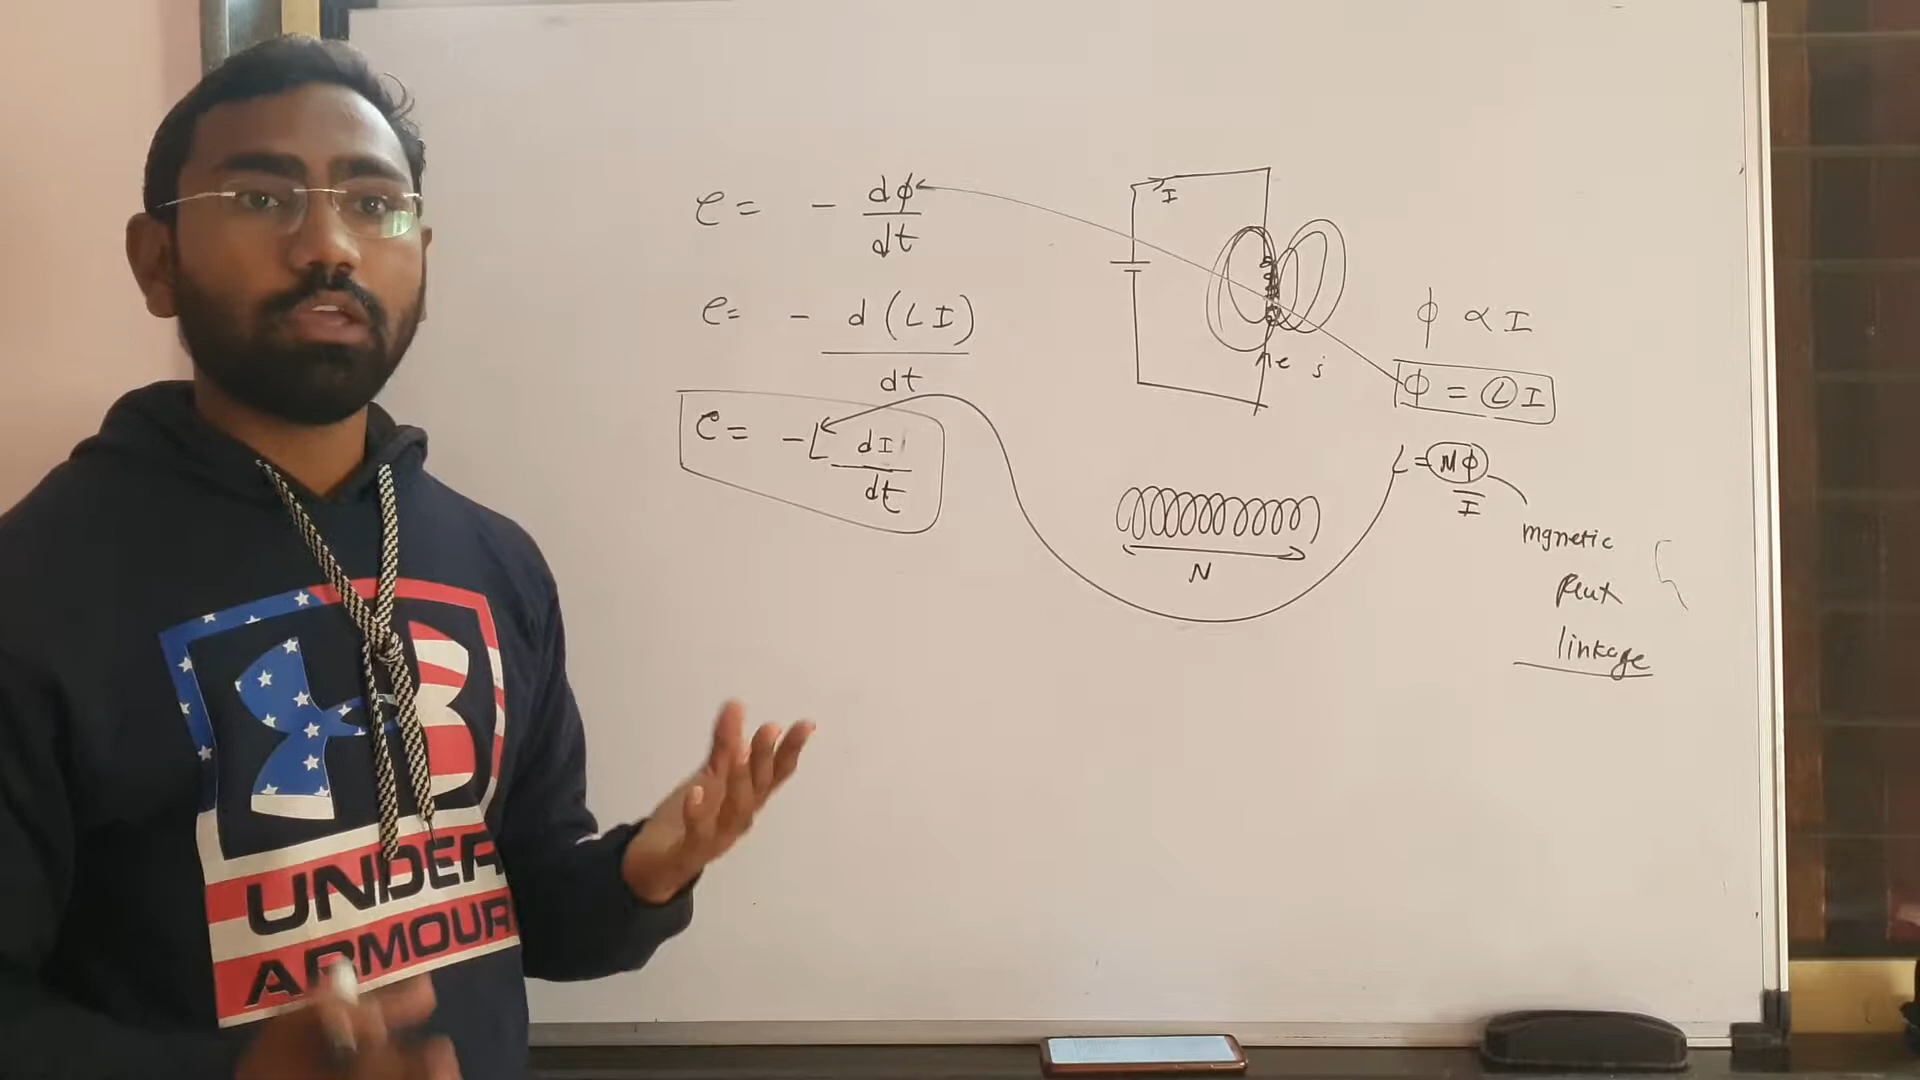 e = - dφ
dt
e = - d (LI)
dt
e = - L dI
dt
I
e i
φ ∝ I
φ = L I
L = Nφ
I
N
mgnetic
flux
linkage
UNDER
ARMOUR